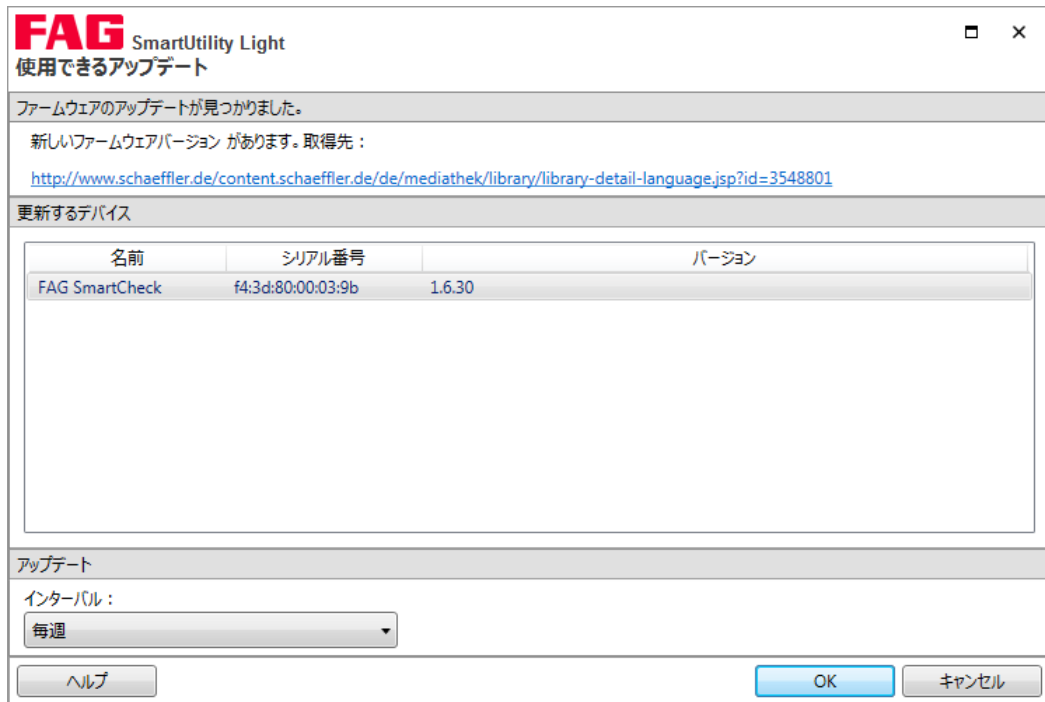 FAG SmartUtility Light
使用できるアップデート
ファームウェアのアップデートが見つかりました。
新しいファームウェアバージョン があります。取得先：
http://www.schaeffler.de/content.schaeffler.de/de/mediathek/library/library-detail-language.jsp?id=3548801
更新するデバイス
名前 シリアル番号 バージョン
FAG SmartCheck f4:3d:80:00:03:9b 1.6.30
アップデート
インターバル：
毎週
ヘルプ OK キャンセル